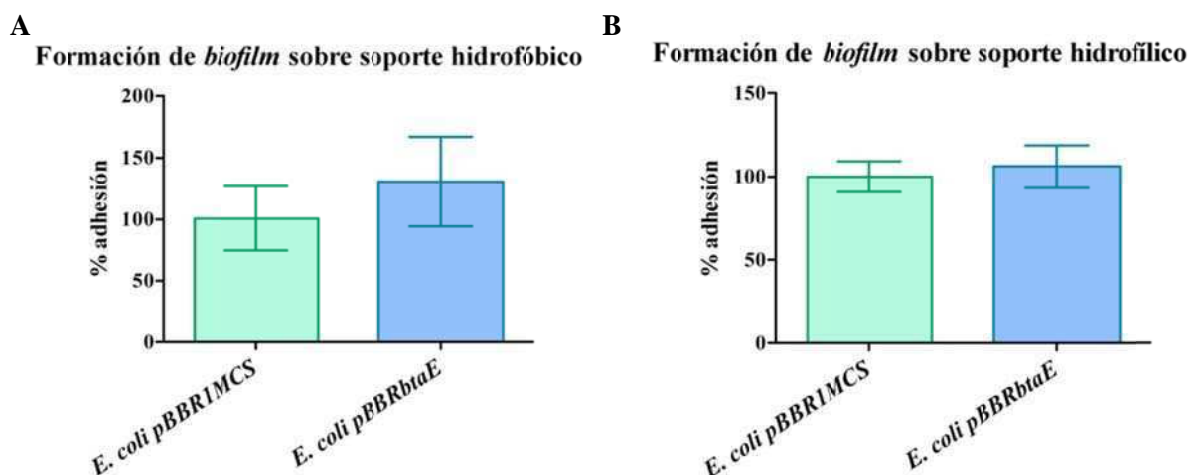 A
Formación de biofilm sobre soporte hidrofóbico
200
150
100
50
0
% adhesión
E. coli pBBR1MCS
E. coli pBBRbtaE
B
Formación de biofilm sobre soporte hidrofílico
150
100
50
0
% adhesión
E. coli pBBR1MCS
E. coli pBBRbtaE